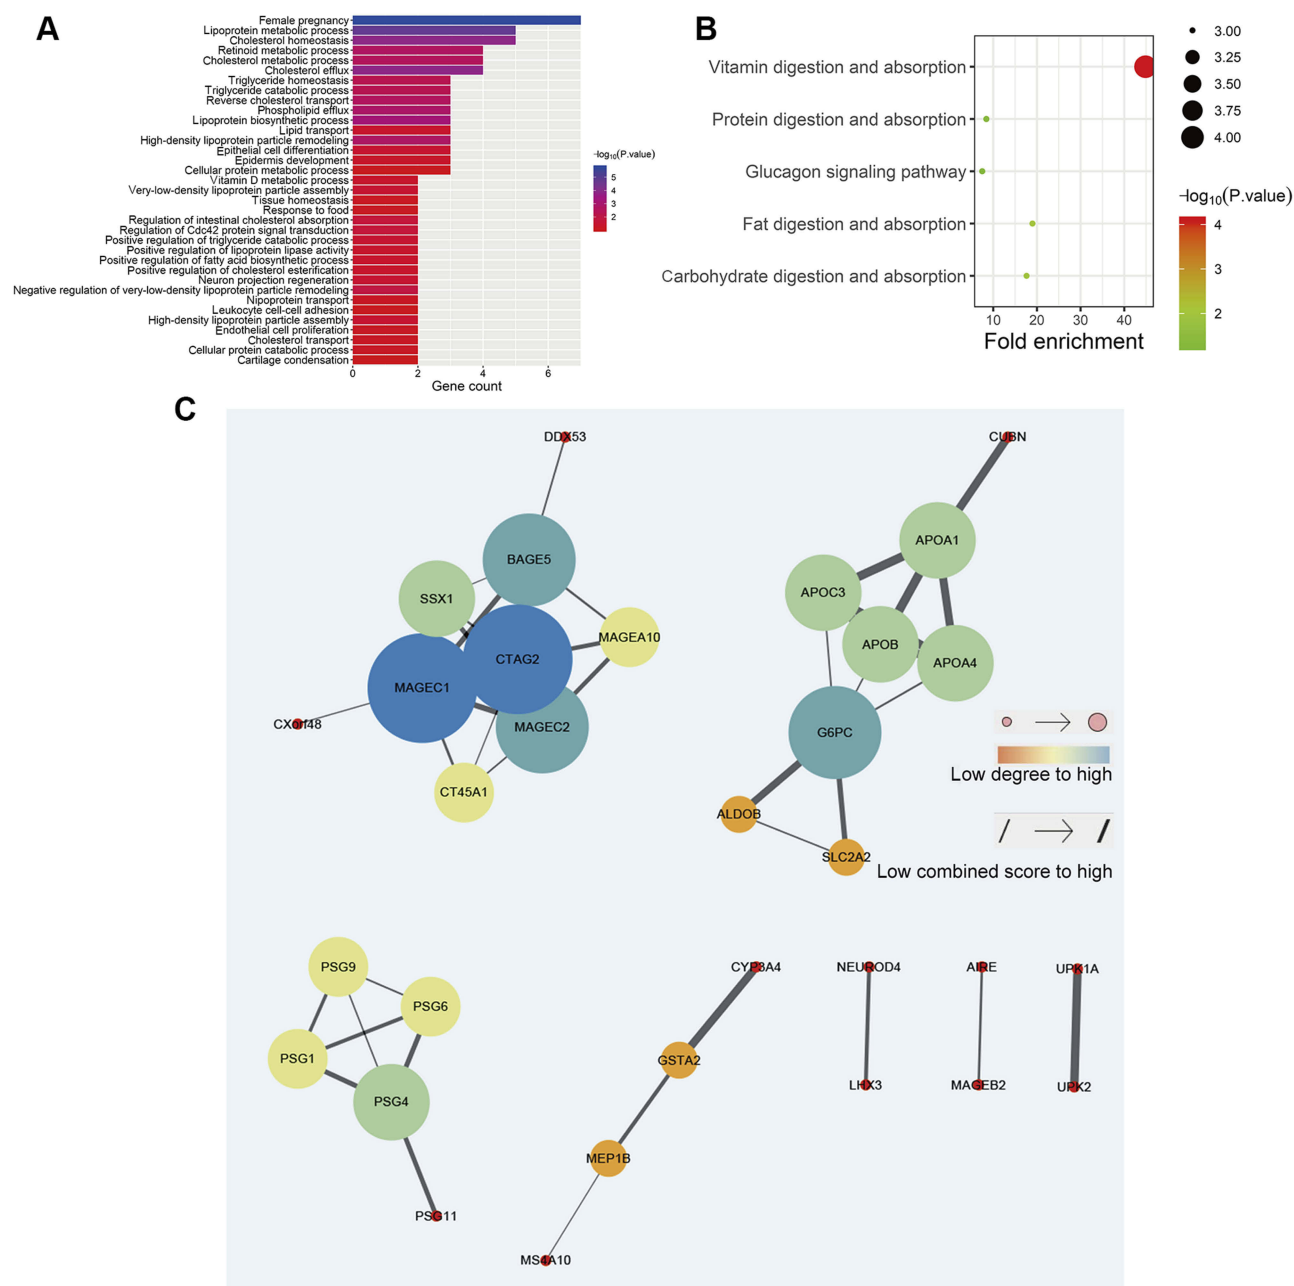 A
Female pregnancy
Lipoprotein metabolic process
Cholesterol homeostasis
Retinoid metabolic process
Cholesterol metabolic process
Cholesterol efflux
Triglyceride homeostasis
Triglyceride catabolic process
Reverse cholesterol transport
Phospholipid efflux
Lipoprotein biosynthetic process
Lipid transport
High-density lipoprotein particle remodeling
Epithelial cell differentiation
Epidermis development
Cellular protein metabolic process
Vitamin D metabolic process
Very-low-density lipoprotein particle assembly
Tissue homeostasis
Response to food
Regulation of intestinal cholesterol absorption
Regulation of Cdc42 protein signal transduction
Positive regulation of triglyceride catabolic process
Positive regulation of lipoprotein lipase activity
Positive regulation of fatty acid biosynthetic process
Positive regulation of cholesterol esterification
Neuron projection regeneration
Negative regulation of very-low-density lipoprotein particle remodeling
Nipoprotein transport
Leukocyte cell-cell adhesion
High-density lipoprotein particle assembly
Endothelial cell proliferation
Cholesterol transport
Cellular protein catabolic process
Cartilage condensation
0 2 4 6
Gene count
-log10(P.value)
5
4
3
2
B
Vitamin digestion and absorption
Protein digestion and absorption
Glucagon signaling pathway
Fat digestion and absorption
Carbohydrate digestion and absorption
10 20 30 40
Fold enrichment
3.00
3.25
3.50
3.75
4.00
-log10(P.value)
4
3
2
C
DDX53
BAGE5
SSX1
MAGEA10
CTAG2
MAGEC1
CXorf48
MAGEC2
CT45A1
CUBN
APOA1
APOC3
APOB
APOA4
G6PC
ALDOB
SLC2A2
Low degree to high
Low combined score to high
PSG9
PSG6
PSG1
PSG4
PSG11
CYP3A4
GSTA2
MEP1B
MS4A10
NEUROD4
LHX3
AIRE
MAGEB2
UPK1A
UPK2